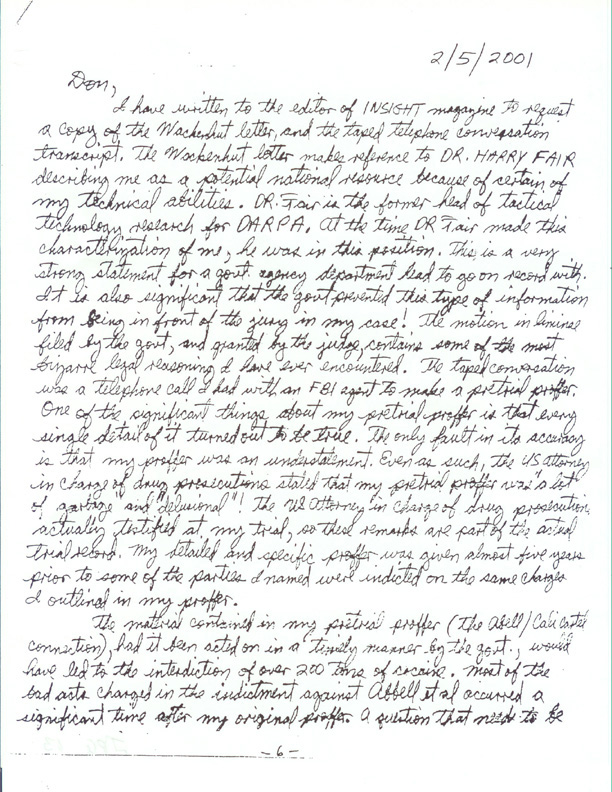 2/5/2001
Don,
I have written to the editor of INSIGHT magazine to request
a copy of the Wackenhut letter, and the taped telephone conversation
transcript. The Wackenhut letter makes reference to DR. HARRY FAIR
describing me as a potential national resource because of certain of
my technical abilities. DR. Fair is the former head of tactical
technology research for DARPA. At the time DR Fair made this
characterization of me, he was in this position. This is a very
strong statement for a govt. agency department head to go on record with.
It is also significant that the govt prevented this type of information
from being in front of the jury in my case! The motion in liminse
filed by the govt, and granted by the judge, contains some of the most
bizarre legal reasoning I have ever encountered. The taped conversation
was a telephone call I had with an FBI agent to make a pretrial proffer.
One of the significant things about my pretrial proffer is that every
single detail of it turned out to be true. The only fault in its accuracy
is that my proffer was an understatement. Even as such, the US Attorney
in charge of drug prosecutions stated that my pretrial proffer was "a lot
of garbage and "delusional"! The US Attorney in Charge of drug prosecutions
actually testified at my trial, so these remarks are part of the actual
trial record. My detailed and specific proffer was given almost five years
prior to some of the parties I named were indicted on the same charges
I outlined in my proffer.
The material contained in my pretrial proffer (the Abell/Cali Cartel
connection), had it been acted on in a timely manner by the govt., would
have led to the interdiction of over 200 tons of cocaine. Most of the
bad acts charged in the indictment against Abbell et al occurred a
significant time after my original proffer. A question that needs to be
-6-